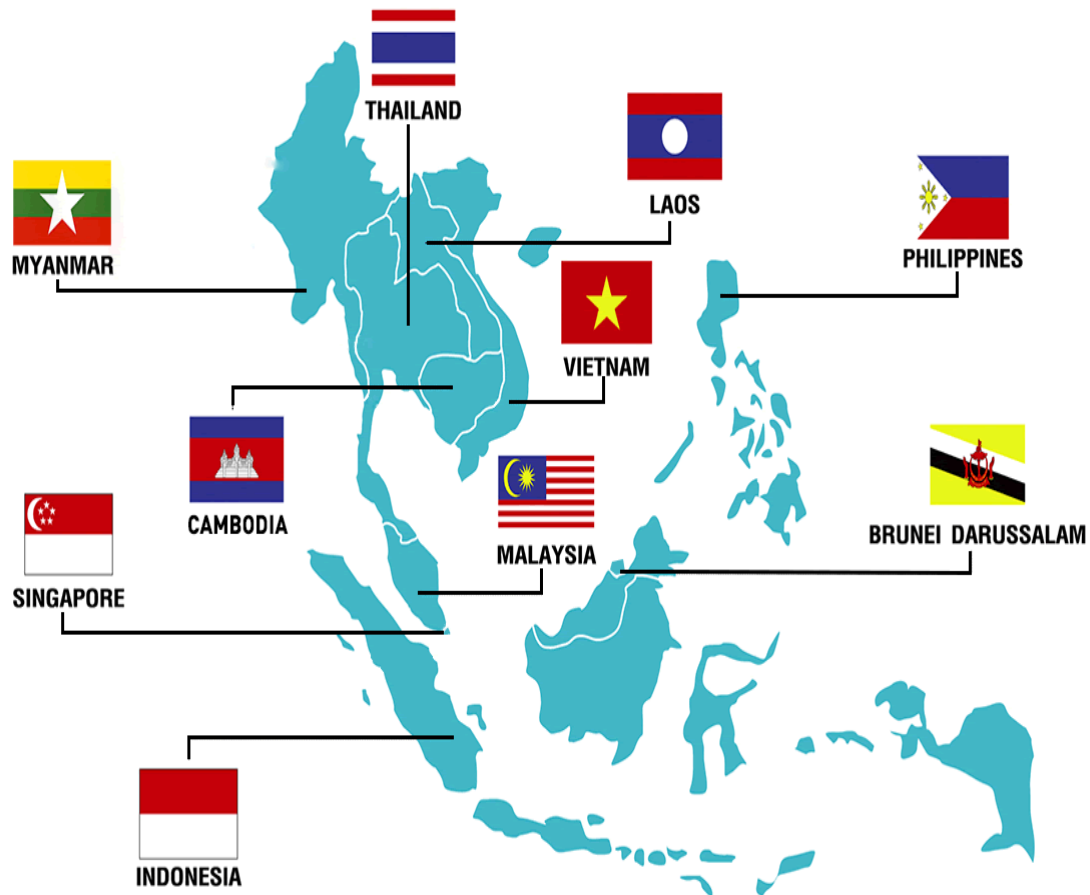 THAILAND
LAOS
MYANMAR
PHILIPPINES
VIETNAM
CAMBODIA
MALAYSIA
BRUNEI DARUSSALAM
SINGAPORE
INDONESIA